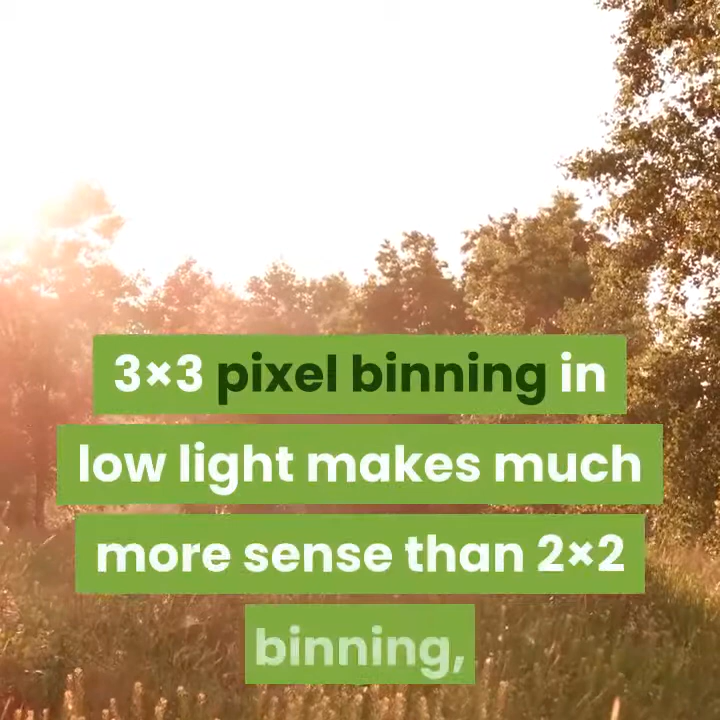 3×3 pixel binning in
low light makes much
more sense than 2×2
binning,